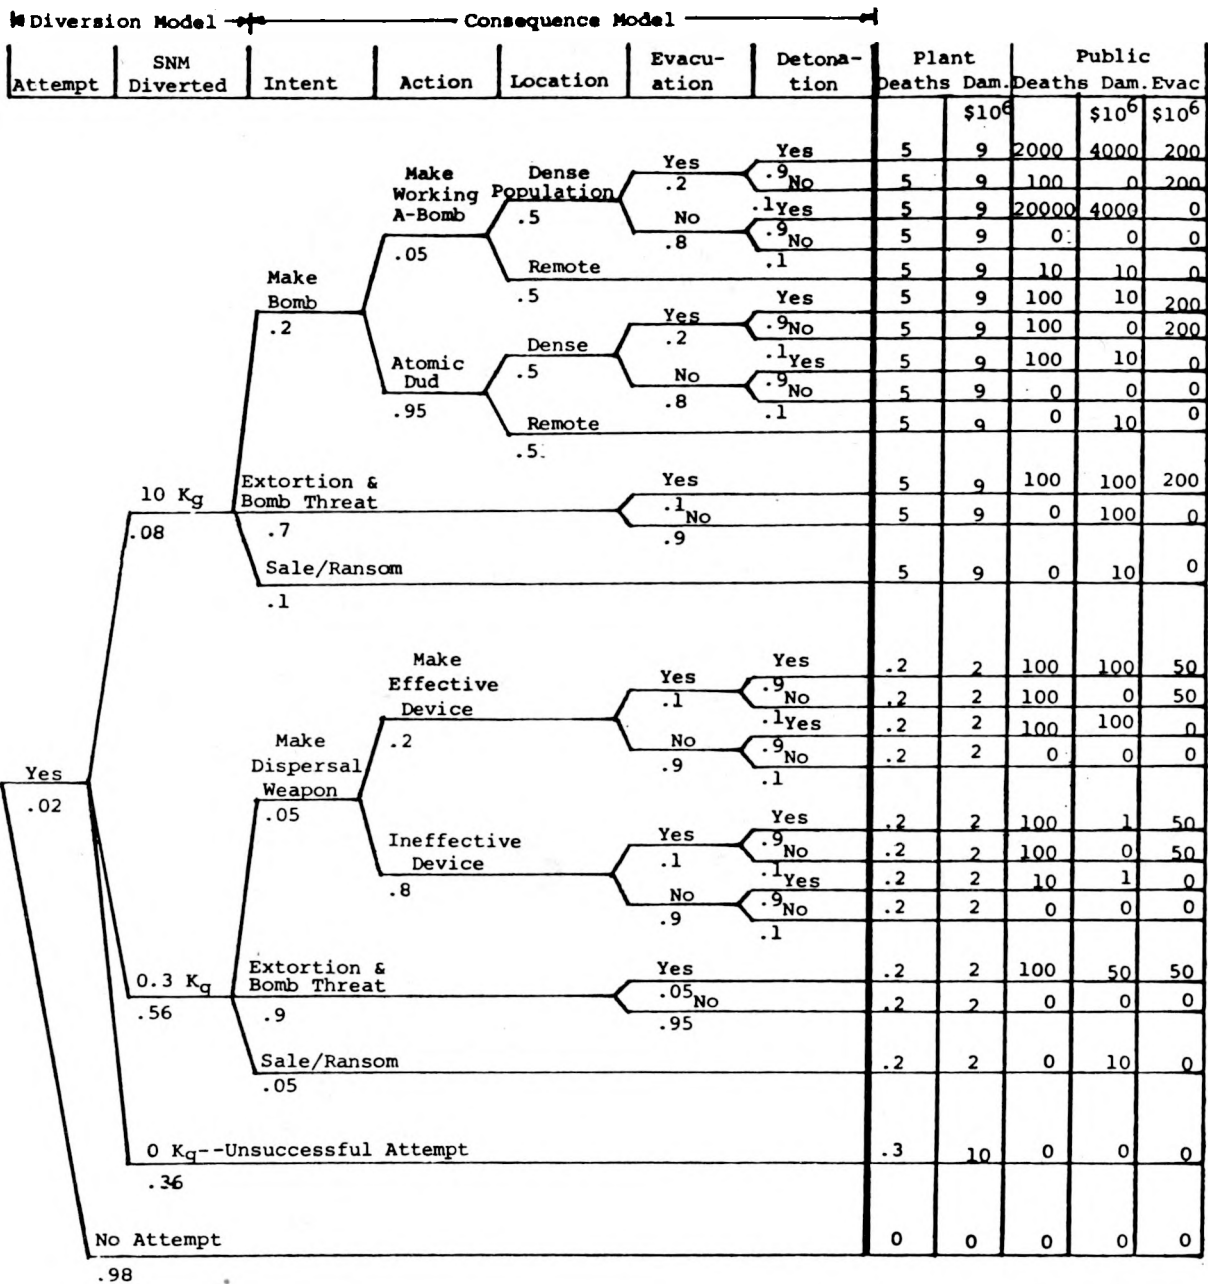 Diversion Model Consequence Model
Attempt SNM Diverted Intent Action Location Evacu-ation Detona-tion Plant Public
Deaths Dam. Deaths Dam. Evac
$10^6 $10^6 $10^6
Yes 5 9 2000 4000 200
Make Working A-Bomb Dense Population Yes .2 .9 No 5 9 100 0 200
.05 .5 No .1 Yes 5 9 20000 4000 0
.8 .9 No 5 9 0 0 0
Remote .1 5 9 10 10 0
.5
Make Bomb Yes 5 9 100 10 200
.2 Yes .2 .9 No 5 9 100 0 200
Atomic Dud Dense .1 Yes 5 9 100 10 0
.95 .5 No .8 .9 No 5 9 0 0 0
Remote .1 5 9 0 10 0
.5
10 Kg Extortion & Bomb Threat Yes 5 9 100 100 200
.08 .7 .1 No 5 9 0 100 0
.9
Sale/Ransom 5 9 0 10 0
.1
Make Effective Device Yes Yes .2 2 100 100 50
.2 .1 .9 No .2 2 100 0 50
Make Dispersal Weapon .1 Yes .2 2 100 100 0
.05 No .9 .9 No .2 2 0 0 0
.1
Yes
.02
Ineffective Device Yes Yes .2 2 100 1 50
.8 .1 .9 No .2 2 100 0 50
.1 Yes .2 2 10 1 0
No .9 .9 No .2 2 0 0 0
.1
0.3 Kg Extortion & Bomb Threat Yes .2 2 100 50 50
.56 .9 .05 No .2 2 0 0 0
.95
Sale/Ransom .2 2 0 10 0
.05
0 Kg--Unsuccessful Attempt .3 10 0 0 0
.36
No Attempt 0 0 0 0 0
.98